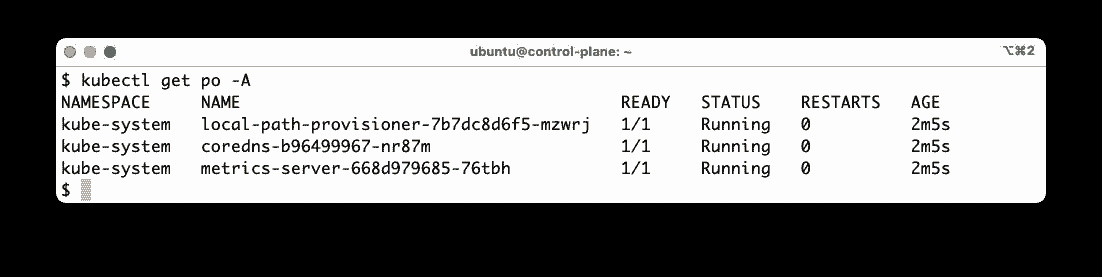 ubuntu@control-plane: ~ ⌥⌘2
$ kubectl get po -A
NAMESPACE NAME READY STATUS RESTARTS AGE
kube-system local-path-provisioner-7b7dc8d6f5-mzwrj 1/1 Running 0 2m5s
kube-system coredns-b96499967-nr87m 1/1 Running 0 2m5s
kube-system metrics-server-668d979685-76tbh 1/1 Running 0 2m5s
$